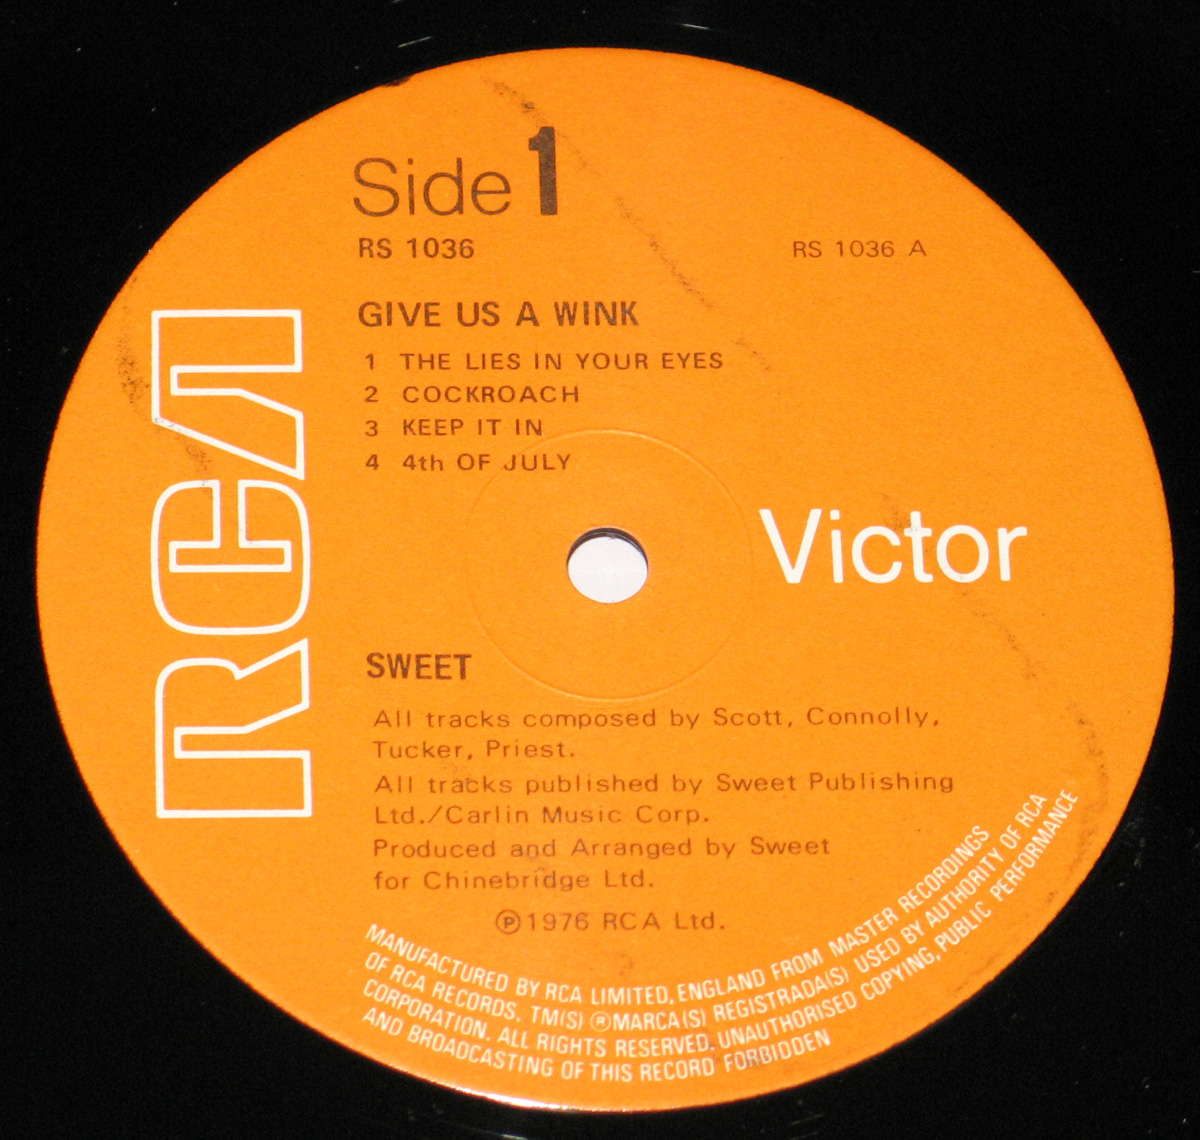 Side 1
RS 1036
RS 1036 A
GIVE US A WINK
1 THE LIES IN YOUR EYES
2 COCKROACH
3 KEEP IT IN
4 4th OF JULY
RCA
Victor
SWEET
All tracks composed by Scott, Connolly,
Tucker, Priest.
All tracks published by Sweet Publishing
Ltd./Carlin Music Corp.
Produced and Arranged by Sweet
for Chinebridge Ltd.
℗1976 RCA Ltd.
MANUFACTURED BY RCA LIMITED, ENGLAND FROM MASTER RECORDINGS
OF RCA RECORDS. TM(S) ®MARCA(S) REGISTRADA(S) USED BY AUTHORITY OF RCA
CORPORATION. ALL RIGHTS RESERVED. UNAUTHORISED COPYING, PUBLIC PERFORMANCE
AND BROADCASTING OF THIS RECORD FORBIDDEN